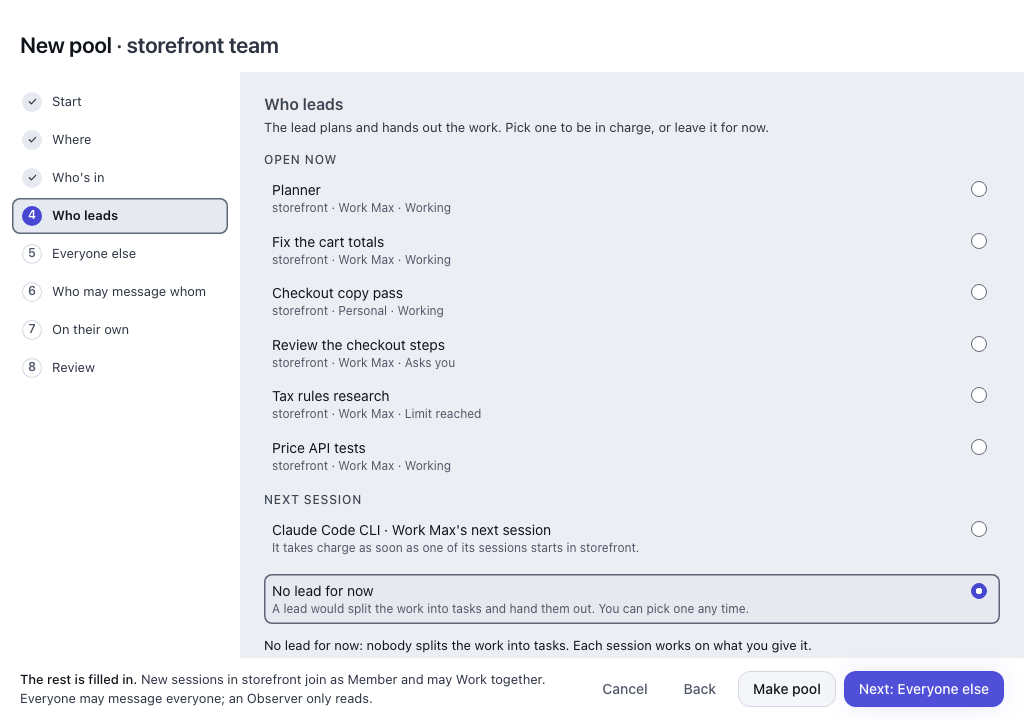 New pool · storefront team
Start
Where
Who's in
4 Who leads
5 Everyone else
6 Who may message whom
7 On their own
8 Review
Who leads
The lead plans and hands out the work. Pick one to be in charge, or leave it for now.
OPEN NOW
Planner
storefront · Work Max · Working
Fix the cart totals
storefront · Work Max · Working
Checkout copy pass
storefront · Personal · Working
Review the checkout steps
storefront · Work Max · Asks you
Tax rules research
storefront · Work Max · Limit reached
Price API tests
storefront · Work Max · Working
NEXT SESSION
Claude Code CLI · Work Max's next session
It takes charge as soon as one of its sessions starts in storefront.
No lead for now
A lead would split the work into tasks and hand them out. You can pick one any time.
No lead for now: nobody splits the work into tasks. Each session works on what you give it.
The rest is filled in. New sessions in storefront join as Member and may Work together.
Everyone may message everyone; an Observer only reads.
Cancel
Back
Make pool
Next: Everyone else